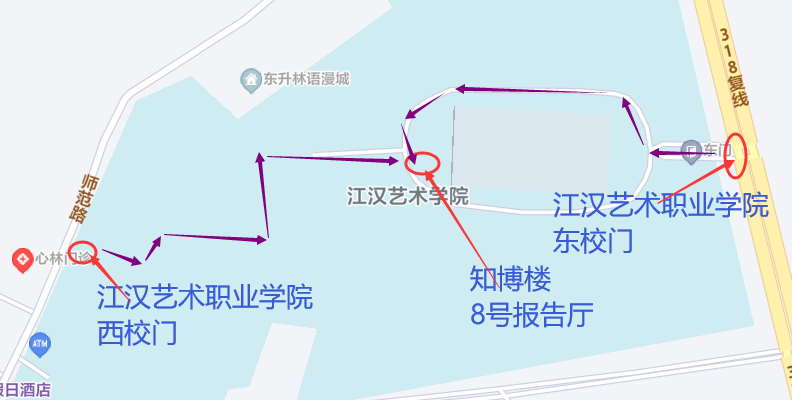 318复线
东升林语漫城
东门
师范路
江汉艺术学院
江汉艺术职业学院
东校门
心林门诊
知博楼
8号报告厅
江汉艺术职业学院
西校门
ATM
假日酒店
3